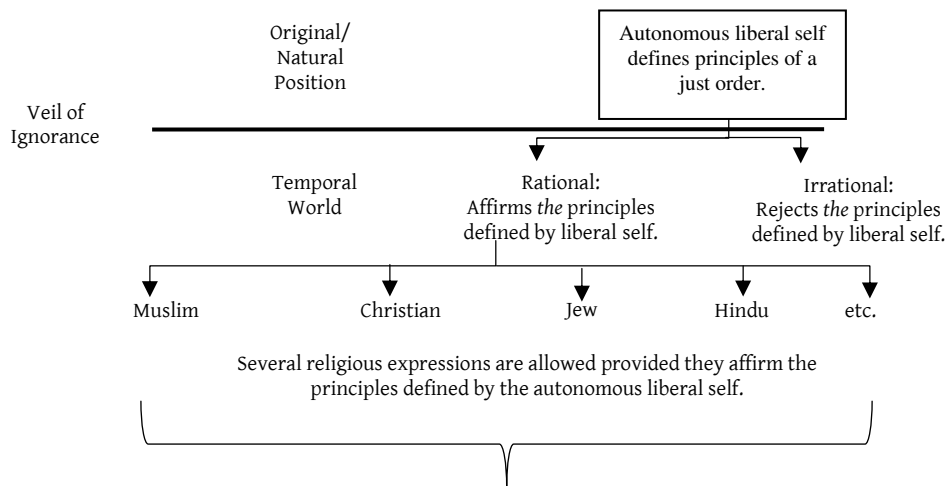 Original/
Natural
Position
Autonomous liberal self
defines principles of a
just order.
Veil of
Ignorance
Temporal
World
Rational:
Affirms the principles
defined by liberal self.
Irrational:
Rejects the principles
defined by liberal self.
Muslim
Christian
Jew
Hindu
etc.
Several religious expressions are allowed provided they affirm the
principles defined by the autonomous liberal self.